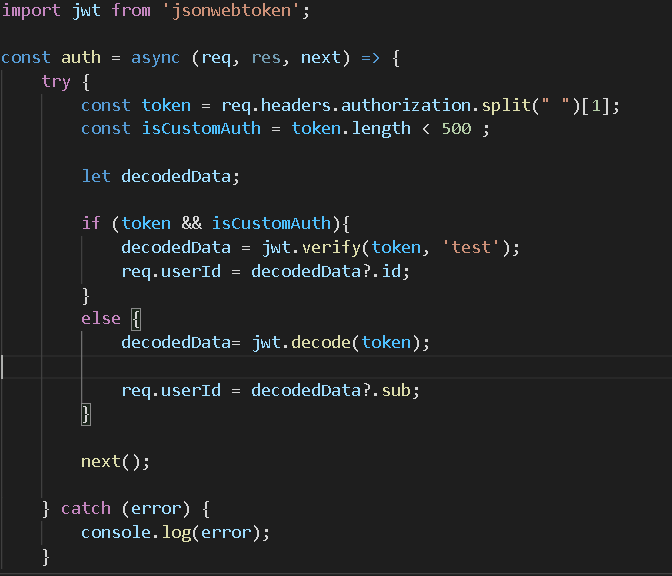 import jwt from 'jsonwebtoken';
const auth = async (req, res, next) => {
try {
const token = req.headers.authorization.split(" ")[1];
const isCustomAuth = token.length < 500 ;
let decodedData;
if (token && isCustomAuth){
decodedData = jwt.verify(token, 'test');
req.userId = decodedData?.id;
}
else {
decodedData= jwt.decode(token);
req.userId = decodedData?.sub;
}
next();
} catch (error) {
console.log(error);
}